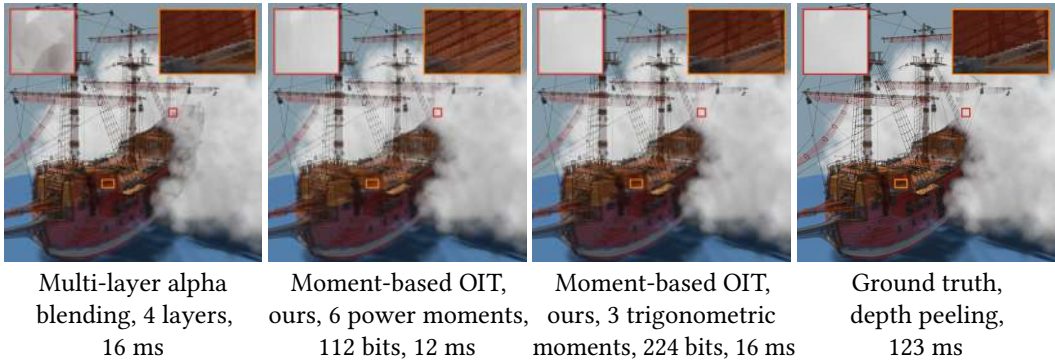 Multi-layer alpha
blending, 4 layers,
16 ms
Moment-based OIT,
ours, 6 power moments,
112 bits, 12 ms
Moment-based OIT,
ours, 3 trigonometric
moments, 224 bits, 16 ms
Ground truth,
depth peeling,
123 ms